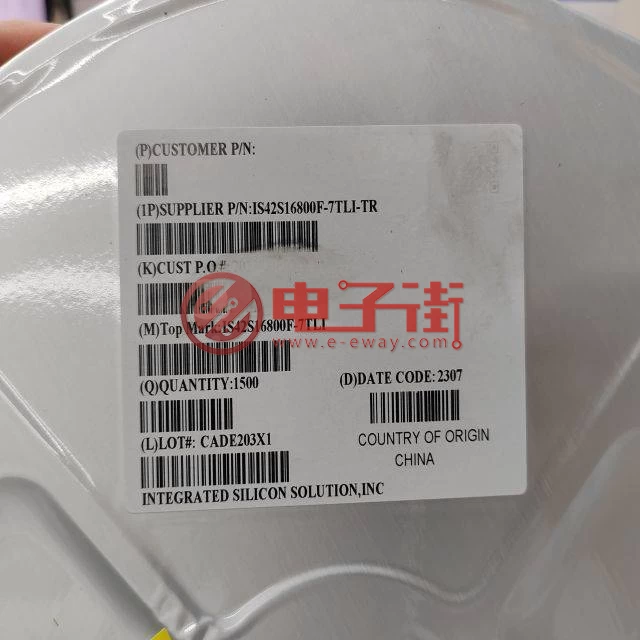 (P)CUSTOMER P/N:
(1P)SUPPLIER P/N:IS42S16800F-7TLI-TR
(K)CUST P.O#
电子街
www.e-eway.com
(M)Top Mark:IS42S16800F-7TLI
(Q)QUANTITY:1500
(D)DATE CODE:2307
(L)LOT#: CADE203X1
COUNTRY OF ORIGIN
CHINA
INTEGRATED SILICON SOLUTION,INC